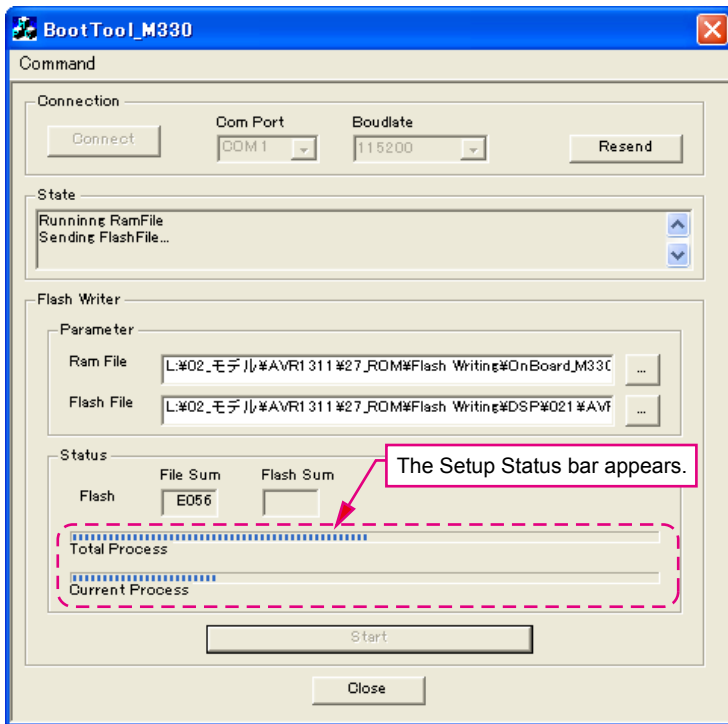 BootTool_M330
Command
Connection
Connect
Com Port
COM1
Boudlate
115200
Resend
State
Runninng RamFile
Sending FlashFile...
Flash Writer
Parameter
Ram File
L:¥02_モデル¥AVR1311¥27_ROM¥Flash Writing¥OnBoard_M330
...
Flash File
L:¥02_モデル¥AVR1311¥27_ROM¥Flash Writing¥DSP¥021¥AVR
...
Status
File Sum
Flash Sum
Flash
E056
The Setup Status bar appears.
Total Process
Current Process
Start
Close